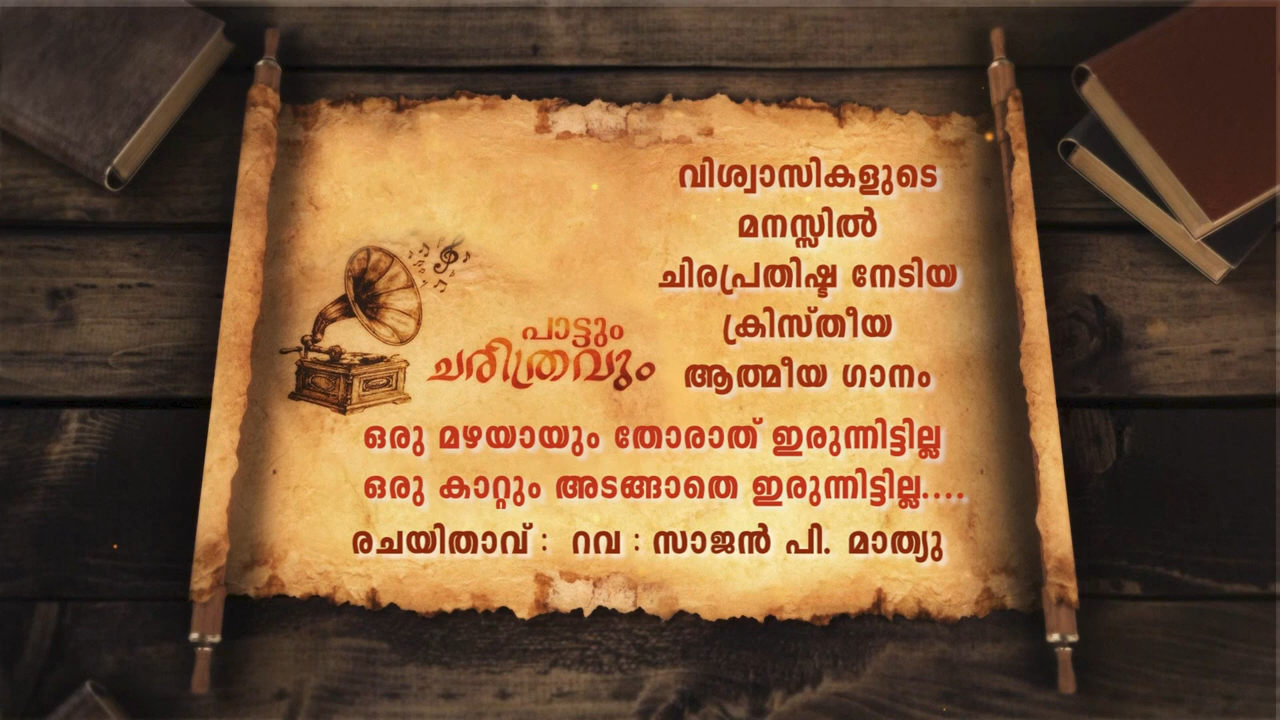 വിശ്വാസികളുടെ
മനസ്സിൽ
ചിരപ്രതിഷ്ട നേടിയ
ക്രിസ്തീയ
ആത്മീയ ഗാനം
പാട്ടും
ചരിത്രവും
ഒരു മഴയായും തോരാത് ഇരുന്നിട്ടില്ല
ഒരു കാറ്റും അടങ്ങാതെ ഇരുന്നിട്ടില്ല....
രചയിതാവ് : റവ : സാജൻ പി. മാത്യു